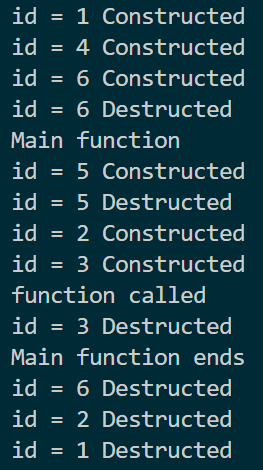 id = 1 Constructed
id = 4 Constructed
id = 6 Constructed
id = 6 Destructed
Main function
id = 5 Constructed
id = 5 Destructed
id = 2 Constructed
id = 3 Constructed
function called
id = 3 Destructed
Main function ends
id = 6 Destructed
id = 2 Destructed
id = 1 Destructed